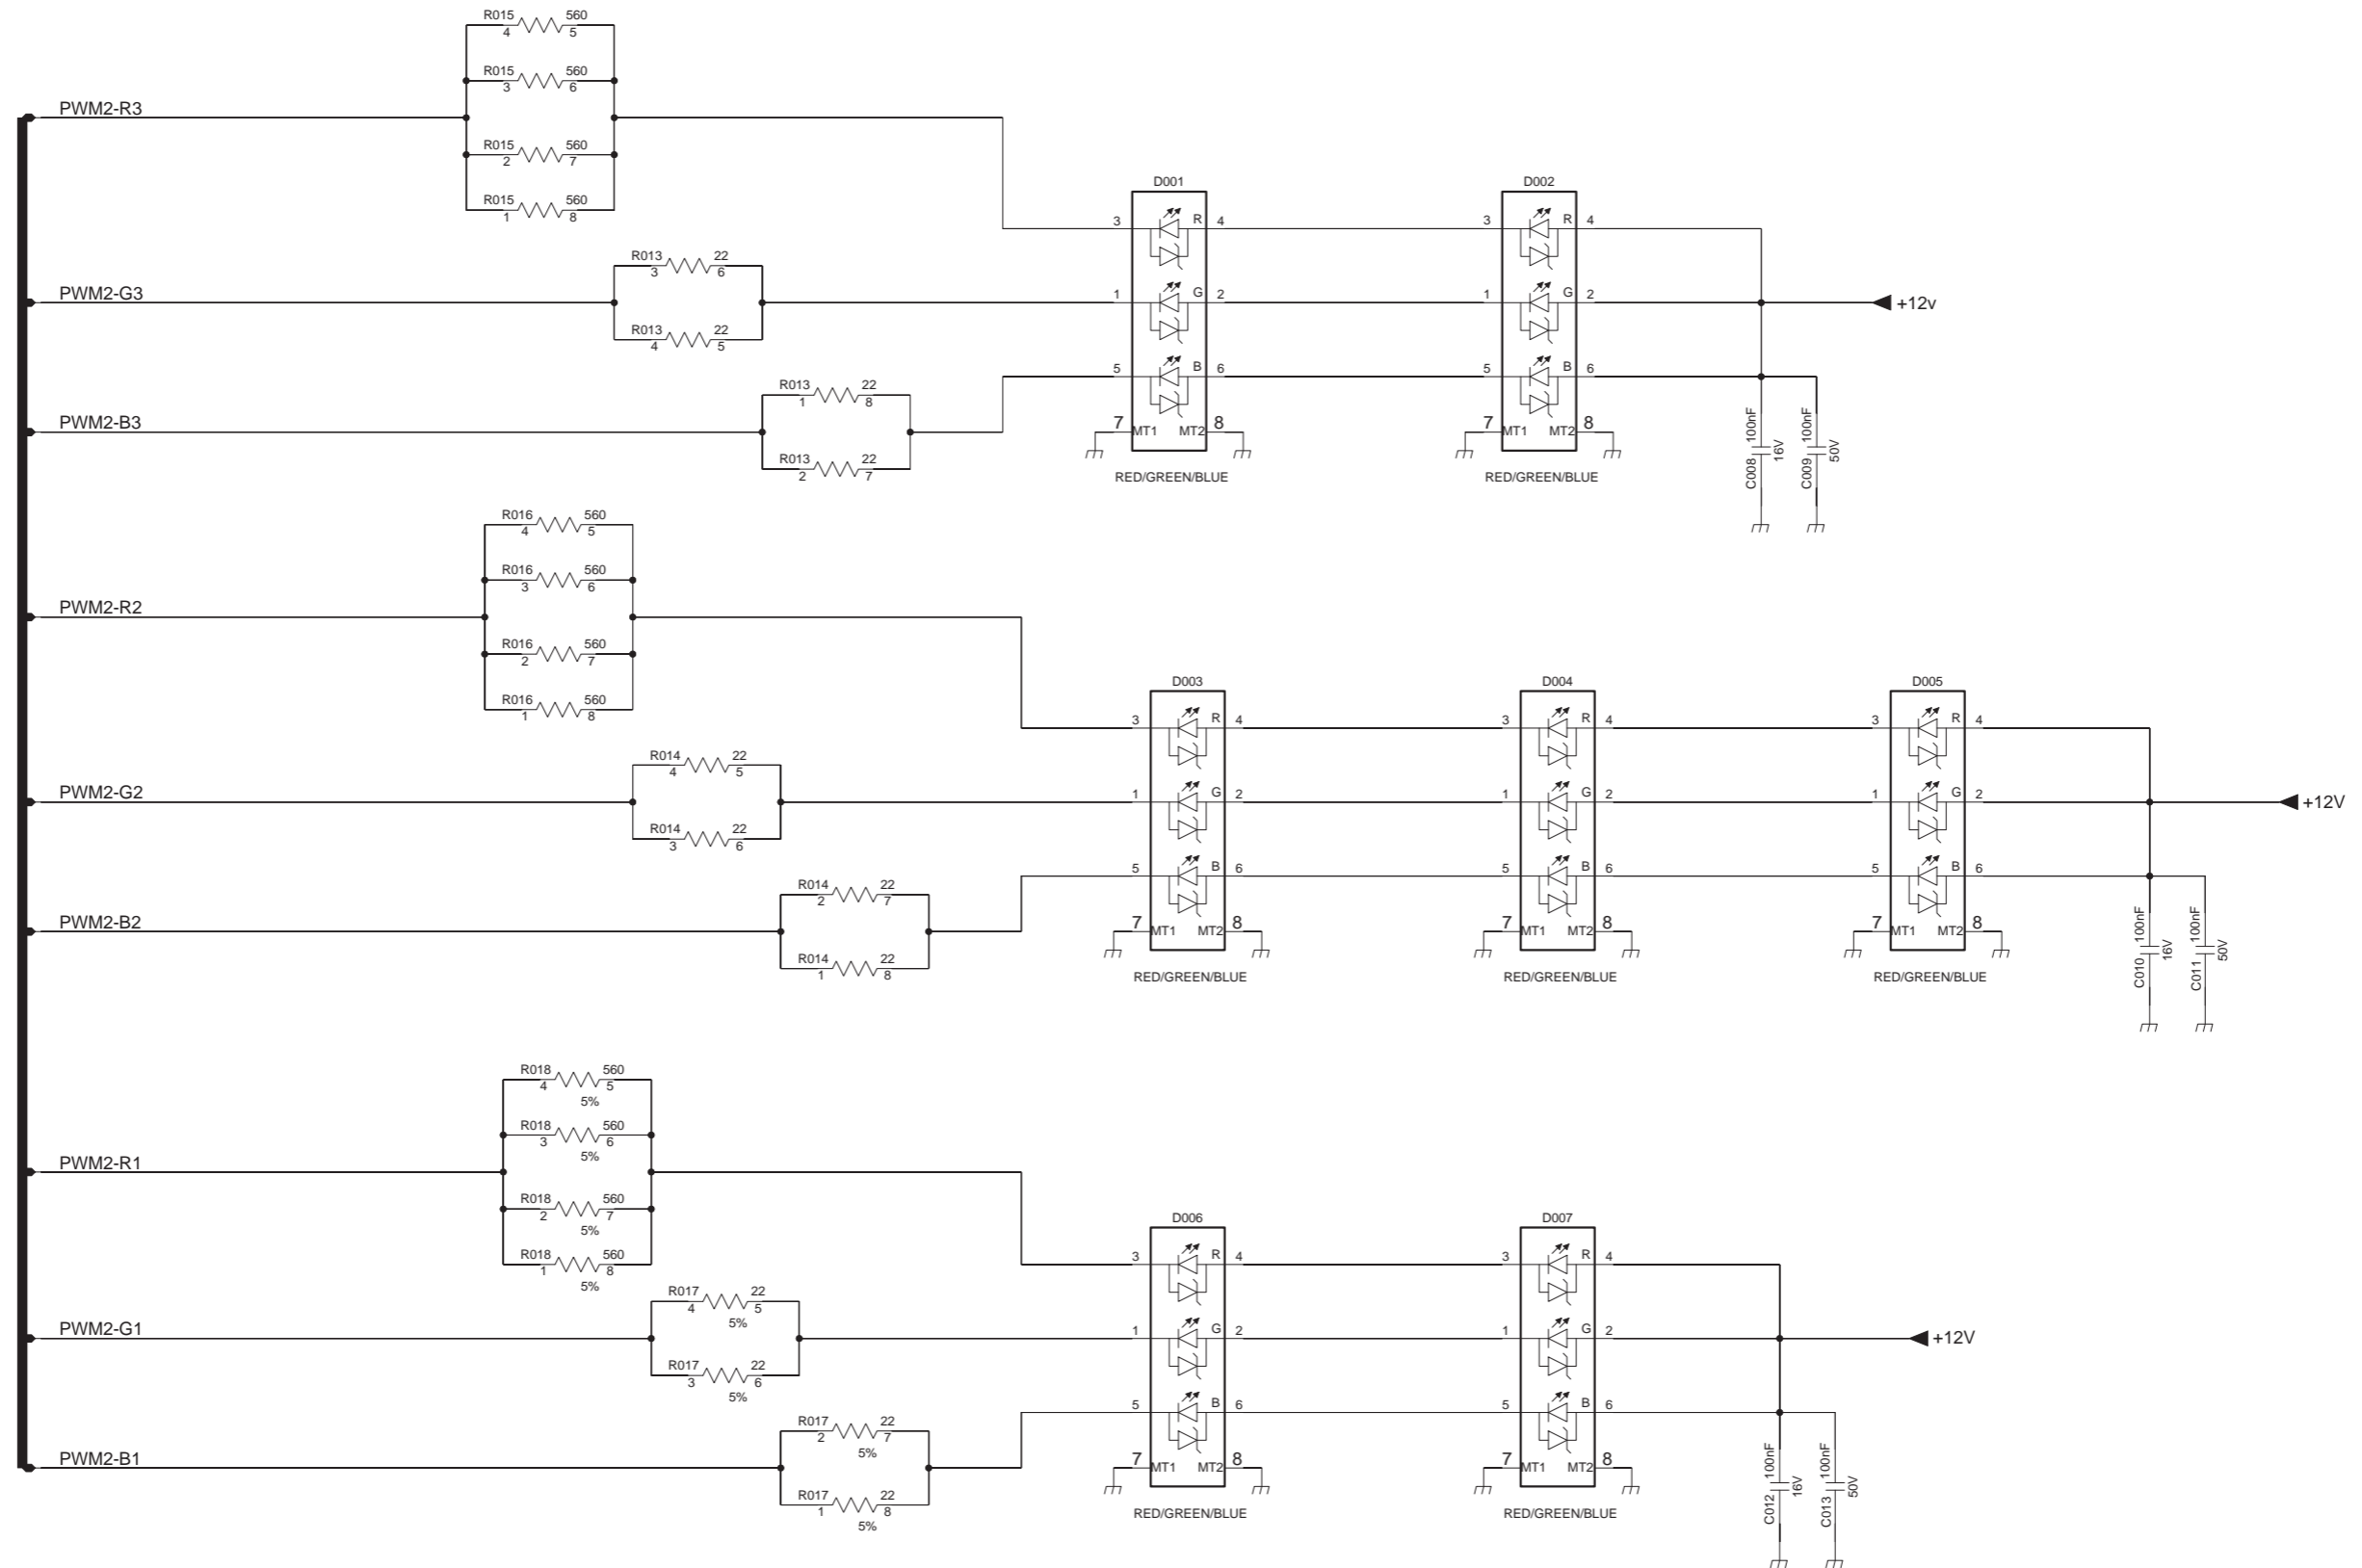 R015 560
4 5
R015 560
3 6
PWM2-R3
R015 560
2 7
R015 560
1 8
D001 D002
3 R 4 3 R 4
R013 22
3 6
PWM2-G3
1 G 2 1 G 2
+12v
R013 22
4 5
5 B 6 5 B 6
R013 22
1 8
PWM2-B3
7 MT1 MT2 8 7 MT1 MT2 8
R013 22
2 7
RED/GREEN/BLUE RED/GREEN/BLUE
C008 100nF
16V
C009 100nF
50V
R016 560
4 5
R016 560
3 6
PWM2-R2
R016 560
2 7
R016 560
1 8
D003 D004 D005
3 R 4 3 R 4 3 R 4
R014 22
4 5
PWM2-G2
1 G 2 1 G 2 1 G 2
+12V
R014 22
3 6
5 B 6 5 B 6 5 B 6
R014 22
2 7
PWM2-B2
7 MT1 MT2 8 7 MT1 MT2 8 7 MT1 MT2 8
R014 22
1 8
RED/GREEN/BLUE RED/GREEN/BLUE RED/GREEN/BLUE
C010 100nF
16V
C011 100nF
50V
R018 560
4 5
5%
R018 560
3 6
5%
PWM2-R1
R018 560
2 7
5%
R018 560
1 8
5%
D006 D007
3 R 4 3 R 4
R017 22
4 5
5%
PWM2-G1
1 G 2 1 G 2
+12V
R017 22
3 6
5%
5 B 6 5 B 6
R017 22
2 7
5%
PWM2-B1
7 MT1 MT2 8 7 MT1 MT2 8
R017 22
1 8
5%
RED/GREEN/BLUE RED/GREEN/BLUE
C012 100nF
16V
C013 100nF
50V